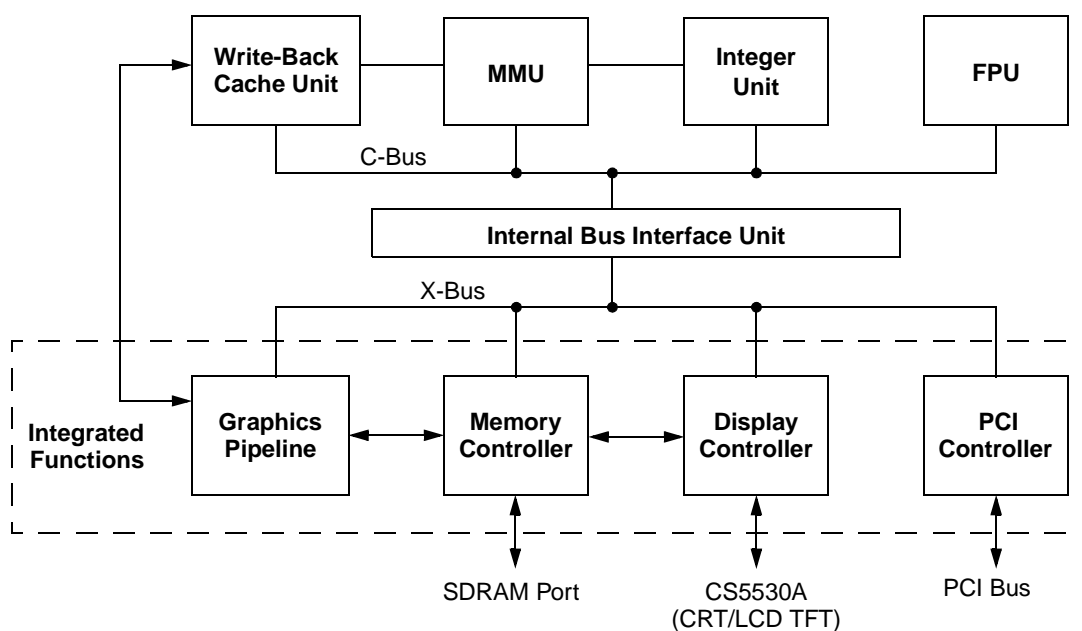 Write-Back
Cache Unit
MMU
Integer
Unit
FPU
C-Bus
Internal Bus Interface Unit
X-Bus
Integrated
Functions
Graphics
Pipeline
Memory
Controller
Display
Controller
PCI
Controller
SDRAM Port
CS5530A
(CRT/LCD TFT)
PCI Bus